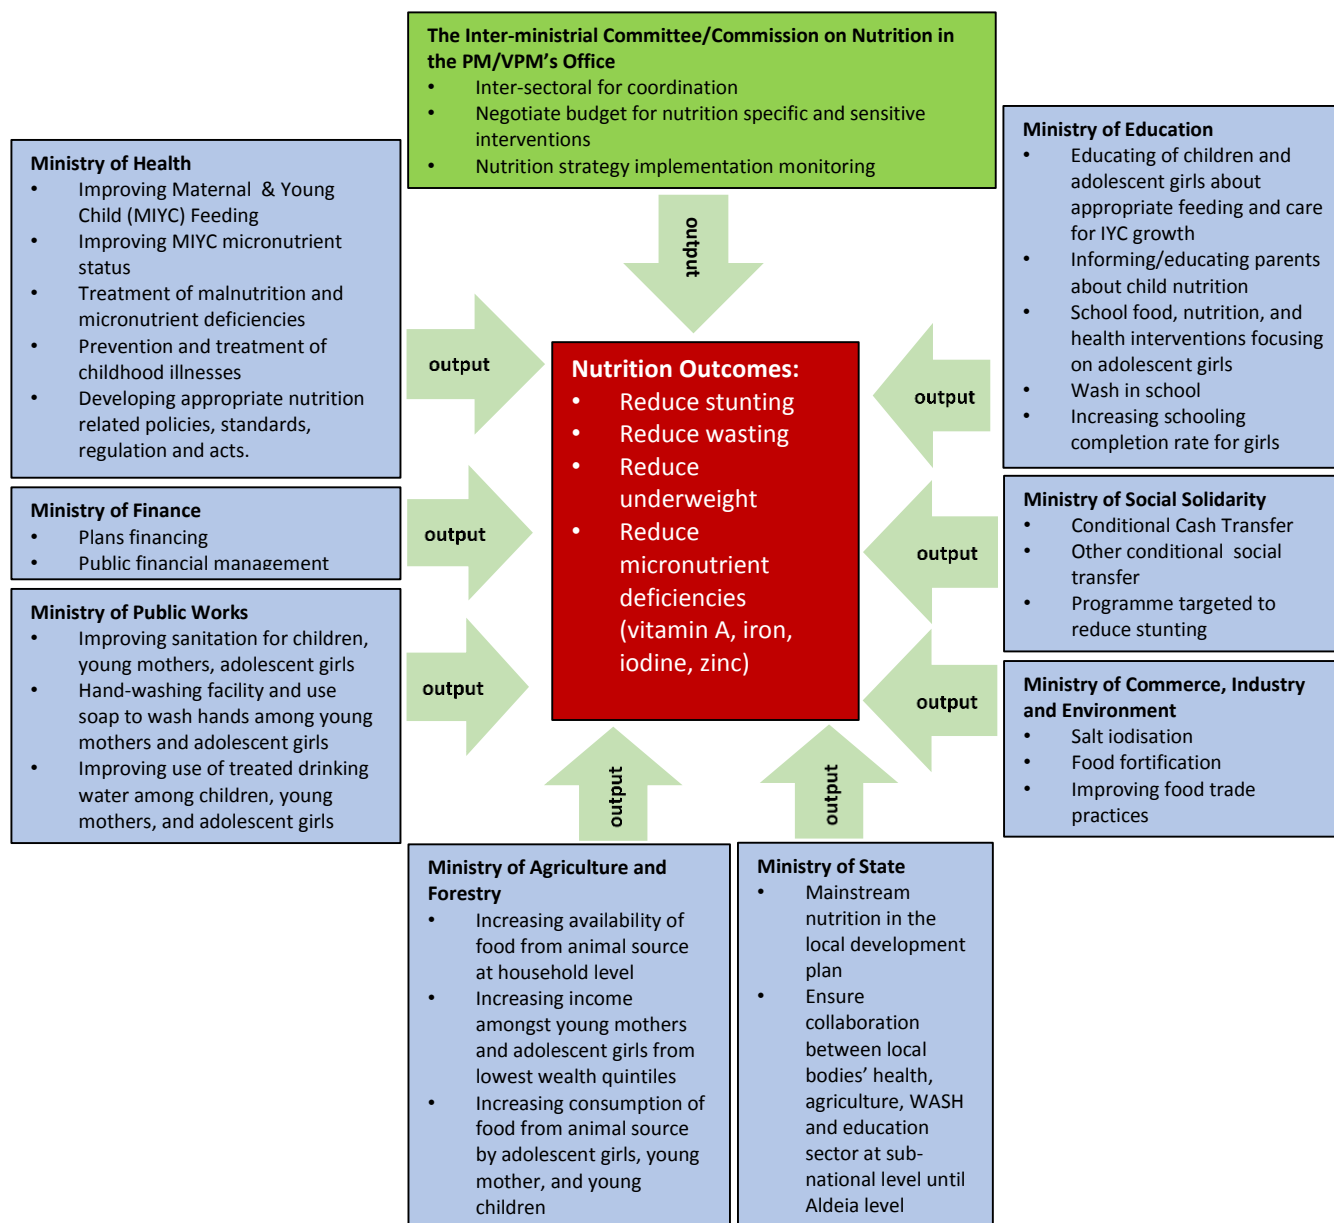 The Inter-ministrial Committee/Commission on Nutrition in
the PM/VPM's Office
• Inter-sectoral for coordination
• Negotiate budget for nutrition specific and sensitive
interventions
• Nutrition strategy implementation monitoring
output
Ministry of Health
• Improving Maternal & Young
Child (MIYC) Feeding
• Improving MIYC micronutrient
status
• Treatment of malnutrition and
micronutrient deficiencies
• Prevention and treatment of
childhood illnesses
• Developing appropriate nutrition
related policies, standards,
regulation and acts.
output
Ministry of Finance
• Plans financing
• Public financial management
output
Ministry of Public Works
• Improving sanitation for children,
young mothers, adolescent girls
• Hand-washing facility and use
soap to wash hands among young
mothers and adolescent girls
• Improving use of treated drinking
water among children, young
mothers, and adolescent girls
output
Nutrition Outcomes:
• Reduce stunting
• Reduce wasting
• Reduce
underweight
• Reduce
micronutrient
deficiencies
(vitamin A, iron,
iodine, zinc)
output
Ministry of Education
• Educating of children and
adolescent girls about
appropriate feeding and care
for IYC growth
• Informing/educating parents
about child nutrition
• School food, nutrition, and
health interventions focusing
on adolescent girls
• Wash in school
• Increasing schooling
completion rate for girls
output
Ministry of Social Solidarity
• Conditional Cash Transfer
• Other conditional social
transfer
• Programme targeted to
reduce stunting
output
Ministry of Commerce, Industry
and Environment
• Salt iodisation
• Food fortification
• Improving food trade
practices
output
Ministry of Agriculture and
Forestry
• Increasing availability of
food from animal source
at household level
• Increasing income
amongst young mothers
and adolescent girls from
lowest wealth quintiles
• Increasing consumption of
food from animal source
by adolescent girls, young
mother, and young
children
output
Ministry of State
• Mainstream
nutrition in the
local development
plan
• Ensure
collaboration
between local
bodies' health,
agriculture, WASH
and education
sector at sub-
national level until
Aldeia level